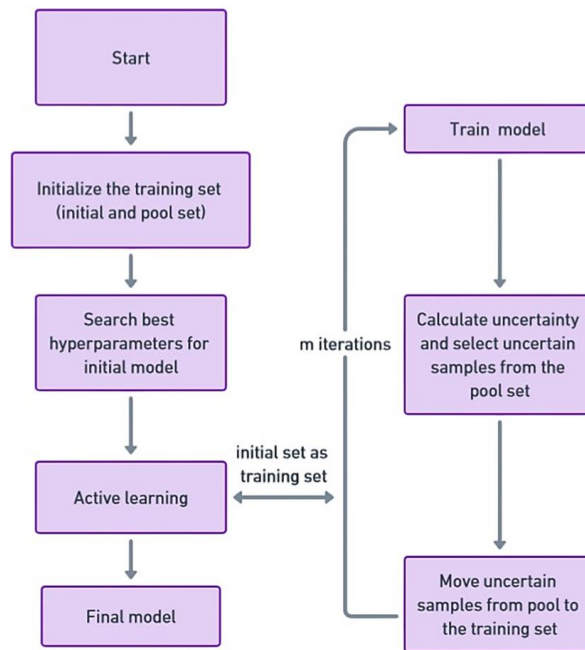 Start
Initialize the training set
(initial and pool set)
Search best
hyperparameters for
initial model
Active learning
Final model
initial set as
training set
m iterations
Train model
Calculate uncertainty
and select uncertain
samples from the
pool set
Move uncertain
samples from pool to
the training set